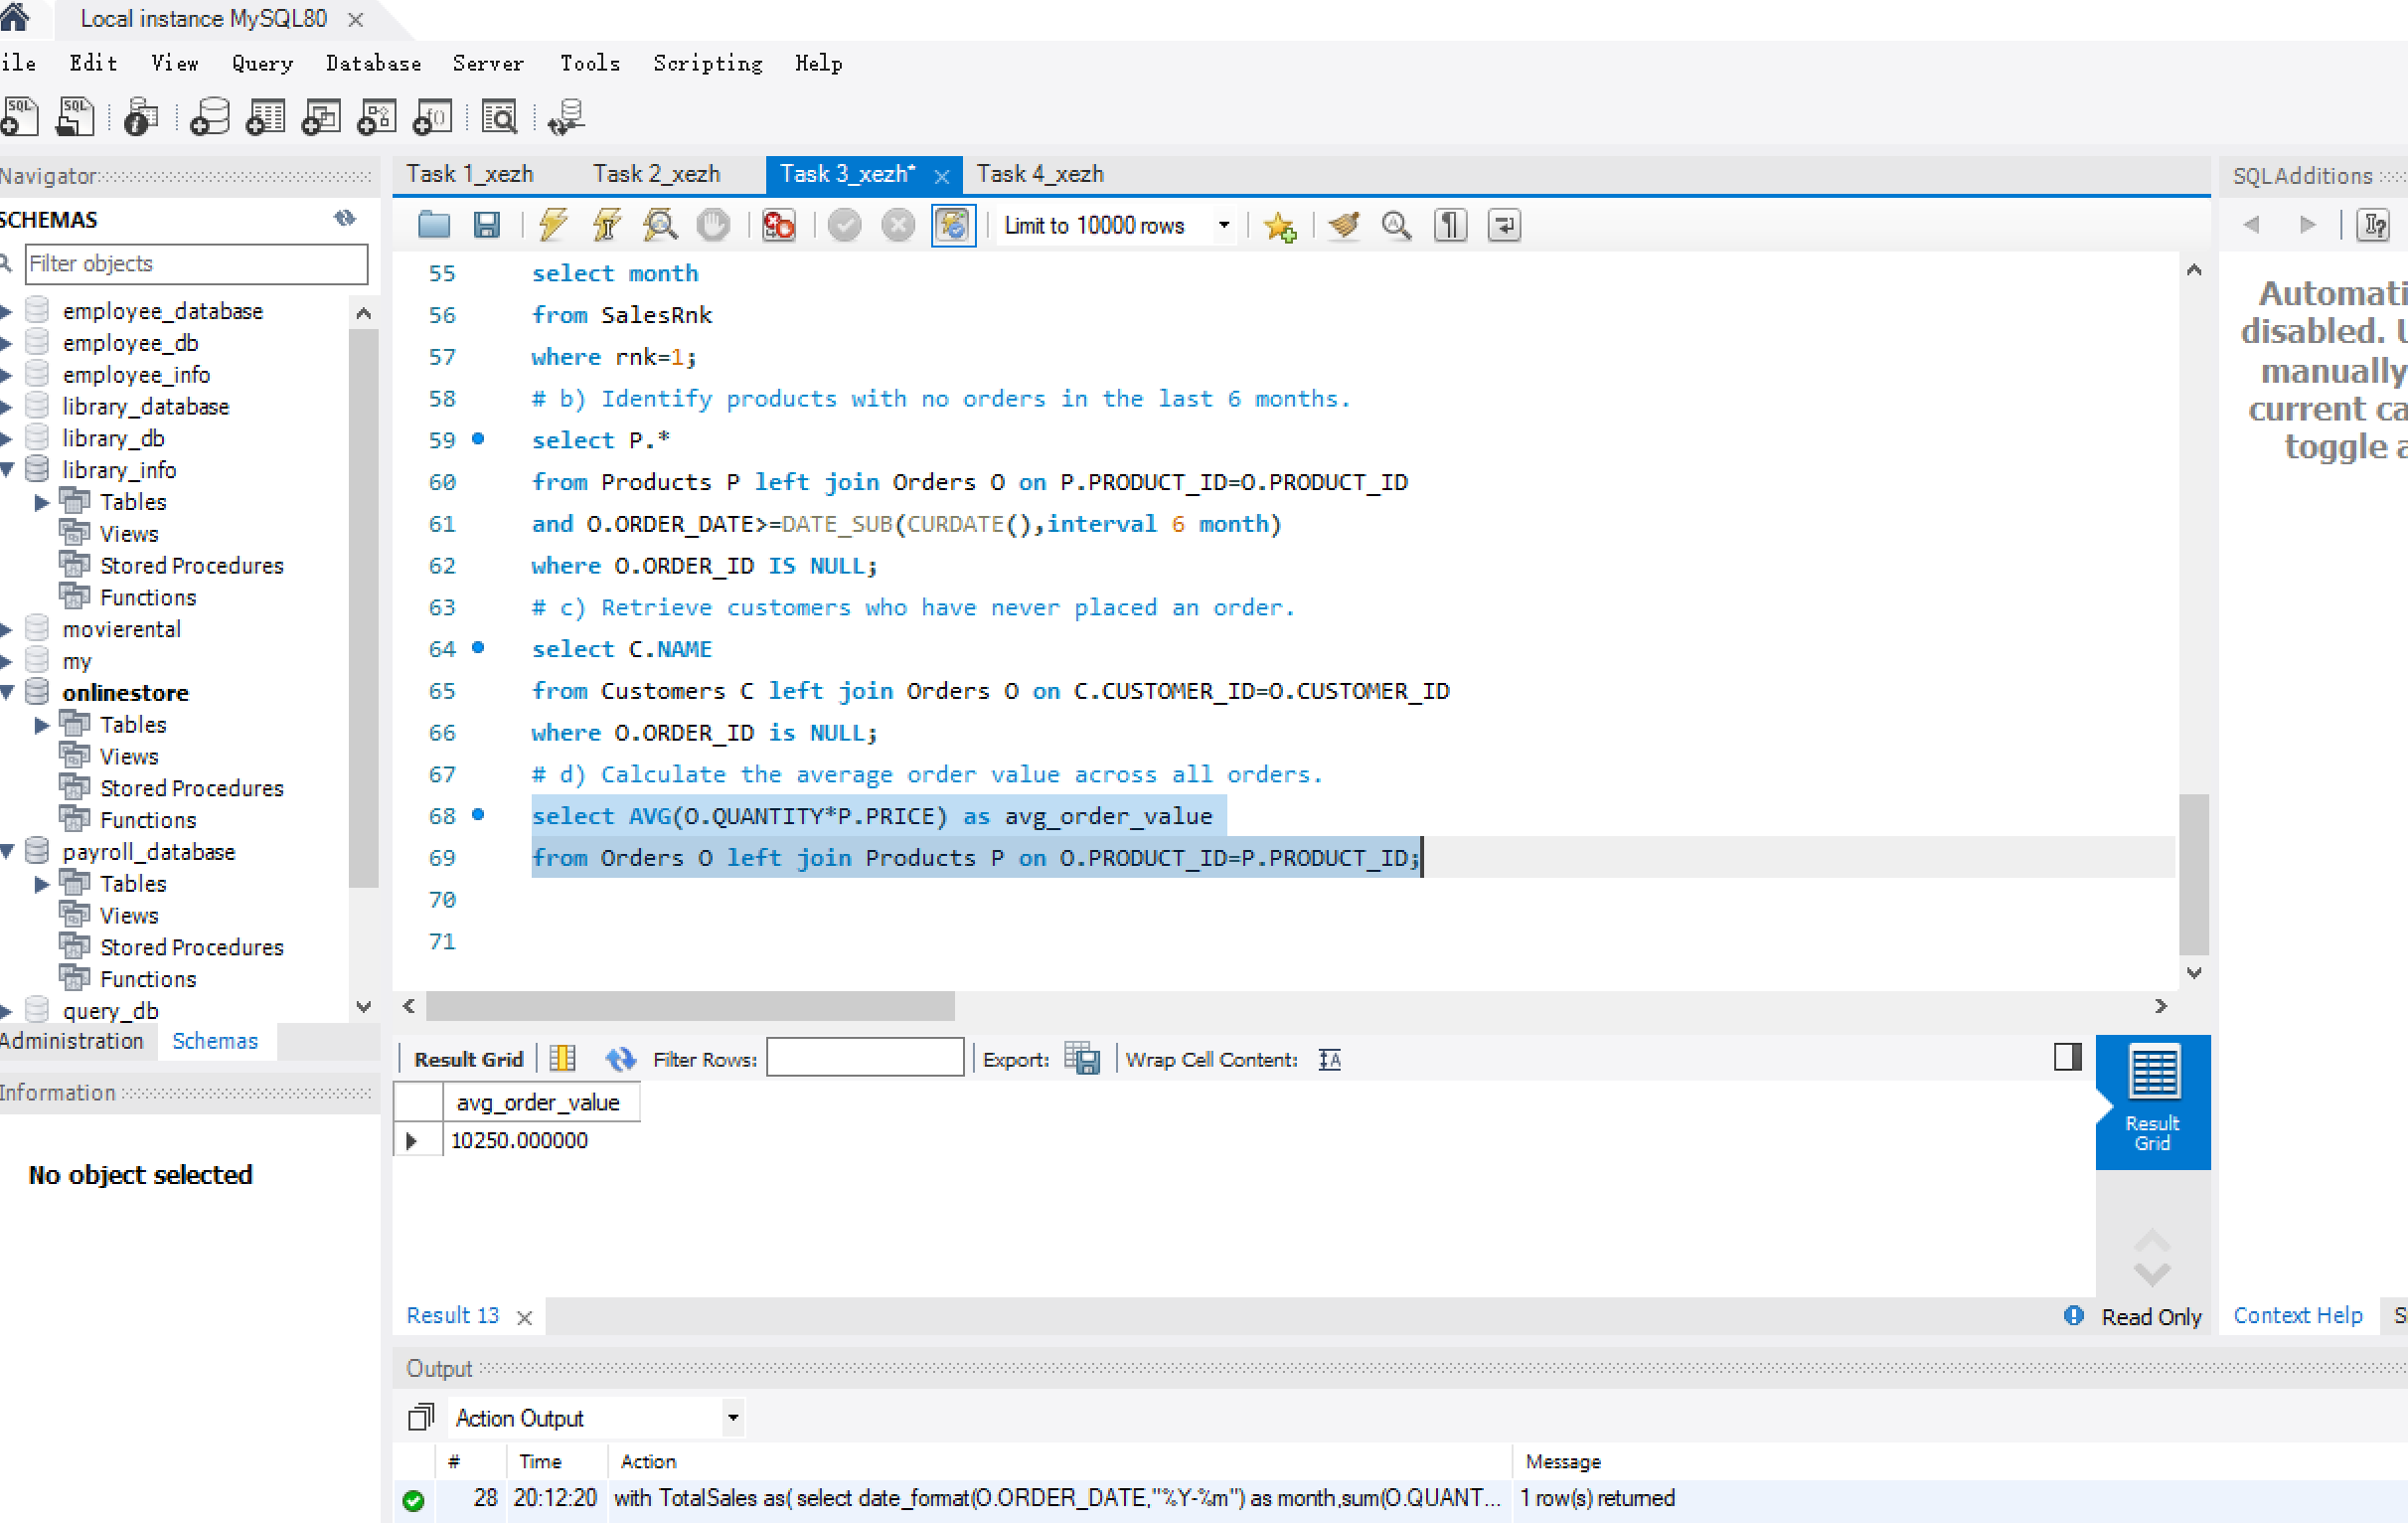 Local instance MySQL80
ile Edit View Query Database Server Tools Scripting Help
Navigator
SCHEMAS
Filter objects
employee_database
employee_db
employee_info
library_database
library_db
library_info
Tables
Views
Stored Procedures
Functions
movierental
my
onlinestore
Tables
Views
Stored Procedures
Functions
payroll_database
Tables
Views
Stored Procedures
Functions
query_db
Administration Schemas
Information
No object selected
Task 1_xezh Task 2_xezh Task 3_xezh* Task 4_xezh
Limit to 10000 rows
55 select month
56 from SalesRnk
57 where rnk=1;
58 # b) Identify products with no orders in the last 6 months.
59 select P.*
60 from Products P left join Orders O on P.PRODUCT_ID=O.PRODUCT_ID
61 and O.ORDER_DATE>=DATE_SUB(CURDATE(),interval 6 month)
62 where O.ORDER_ID IS NULL;
63 # c) Retrieve customers who have never placed an order.
64 select C.NAME
65 from Customers C left join Orders O on C.CUSTOMER_ID=O.CUSTOMER_ID
66 where O.ORDER_ID is NULL;
67 # d) Calculate the average order value across all orders.
68 select AVG(O.QUANTITY*P.PRICE) as avg_order_value
69 from Orders O left join Products P on O.PRODUCT_ID=P.PRODUCT_ID;
70
71
Result Grid Filter Rows: Export: Wrap Cell Content:
avg_order_value
10250.000000
Result Grid
Result 13
Read Only
Output
Action Output
# Time Action Message
28 20:12:20 with TotalSales as( select date_format(O.ORDER_DATE,"%Y-%m") as month,sum(O.QUANT... 1 row(s) returned
SQLAdditions
Automati
disabled. U
manually
current ca
toggle a
Context Help S